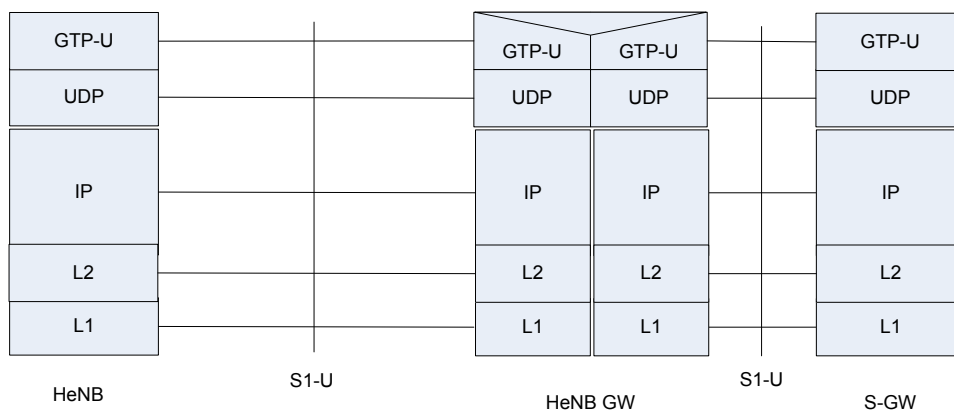 GTP-U GTP-U GTP-U GTP-U
UDP UDP UDP UDP
IP IP IP IP
L2 L2 L2 L2
L1 L1 L1 L1
S1-U S1-U
HeNB HeNB GW S-GW